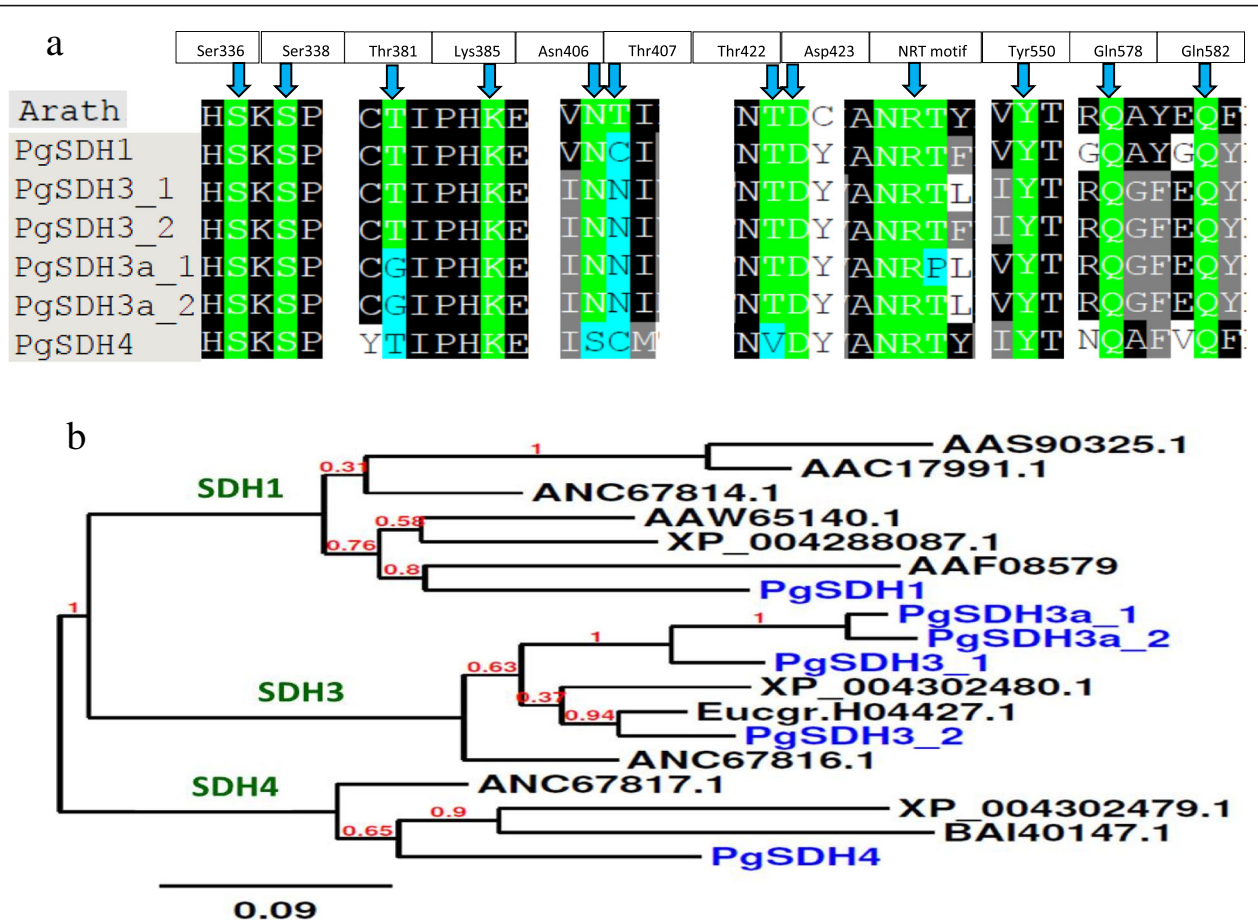 a
Ser336 Ser338 Thr381 Lys385 Asn406 Thr407 Thr422 Asp423 NRT motif Tyr550 Gln578 Gln582
Arath HSKSP CTIPHKE VNTI NTDC ANRTY VYT RQAYEQF
PgSDH1 HSKSP CTIPHKE VNCI NTDY ANRTF VYT GQAYGQY
PgSDH3_1 HSKSP CTIPHKE INNI NTDY ANRTL IYT RQGFEQY
PgSDH3_2 HSKSP CTIPHKE INNI NTDY ANRTF IYT RQGFEQY
PgSDH3a_1 HSKSP CGIPHKE INNI NTDY ANRPL VYT RQGFEQY
PgSDH3a_2 HSKSP CGIPHKE INNI NTDY ANRTL VYT RQGFEQY
PgSDH4 HSKSP YTIPHKE ISCM NVDY ANRTY IYT NQAFVQF
b
AAS90325.1
1
AAC17991.1
0.31
SDH1
ANC67814.1
AAW65140.1
0.58
XP_004288087.1
0.76
AAF08579
0.8
PgSDH1
1
PgSDH3a_1
1
PgSDH3a_2
1
PgSDH3_1
0.63
XP_004302480.1
SDH3
0.37
Eucgr.H04427.1
0.94
PgSDH3_2
ANC67816.1
SDH4
ANC67817.1
XP_004302479.1
0.9
BAI40147.1
0.65
PgSDH4
0.09